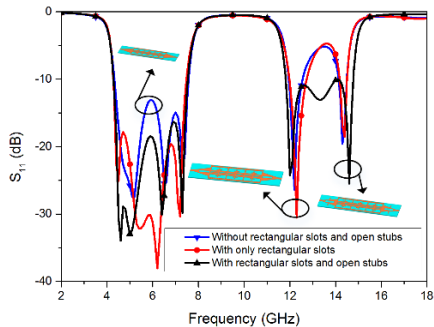 0
-10
-20
-30
-40
S11 (dB)
2 4 6 8 10 12 14 16 18
Frequency (GHz)
Without rectangular slots and open stubs
With only rectangular slots
With rectangular slots and open stubs